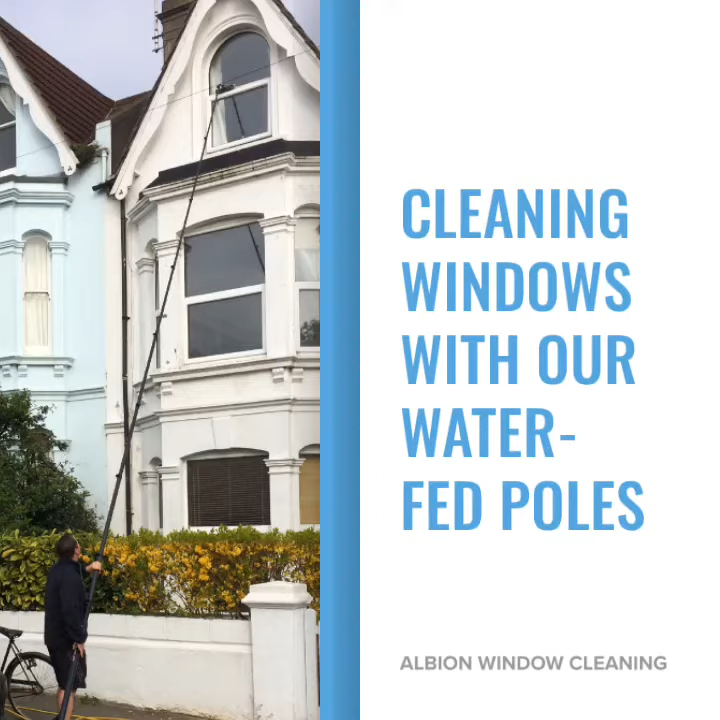 CLEANING
WINDOWS
WITH OUR
WATER-
FED POLES
ALBION WINDOW CLEANING